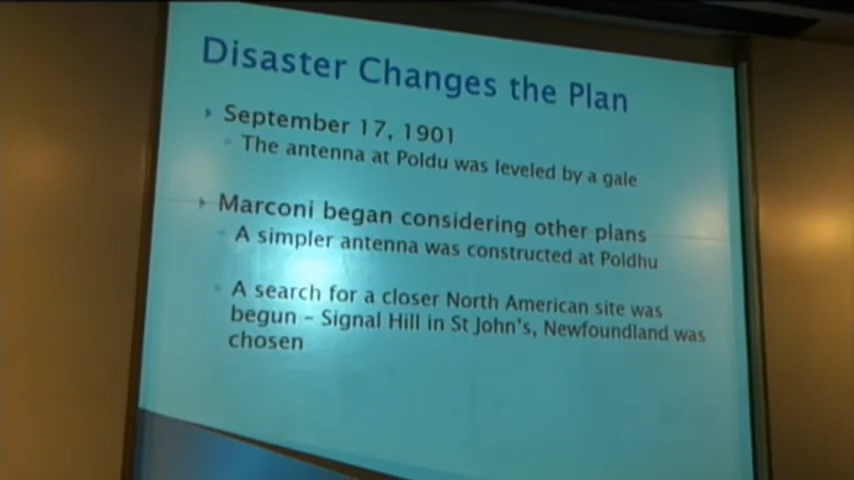 Disaster Changes the Plan
September 17, 1901
The antenna at Poldu was leveled by a gale
Marconi began considering other plans
A simpler antenna was constructed at Poldhu
A search for a closer North American site was
begun – Signal Hill in St John's, Newfoundland was
chosen